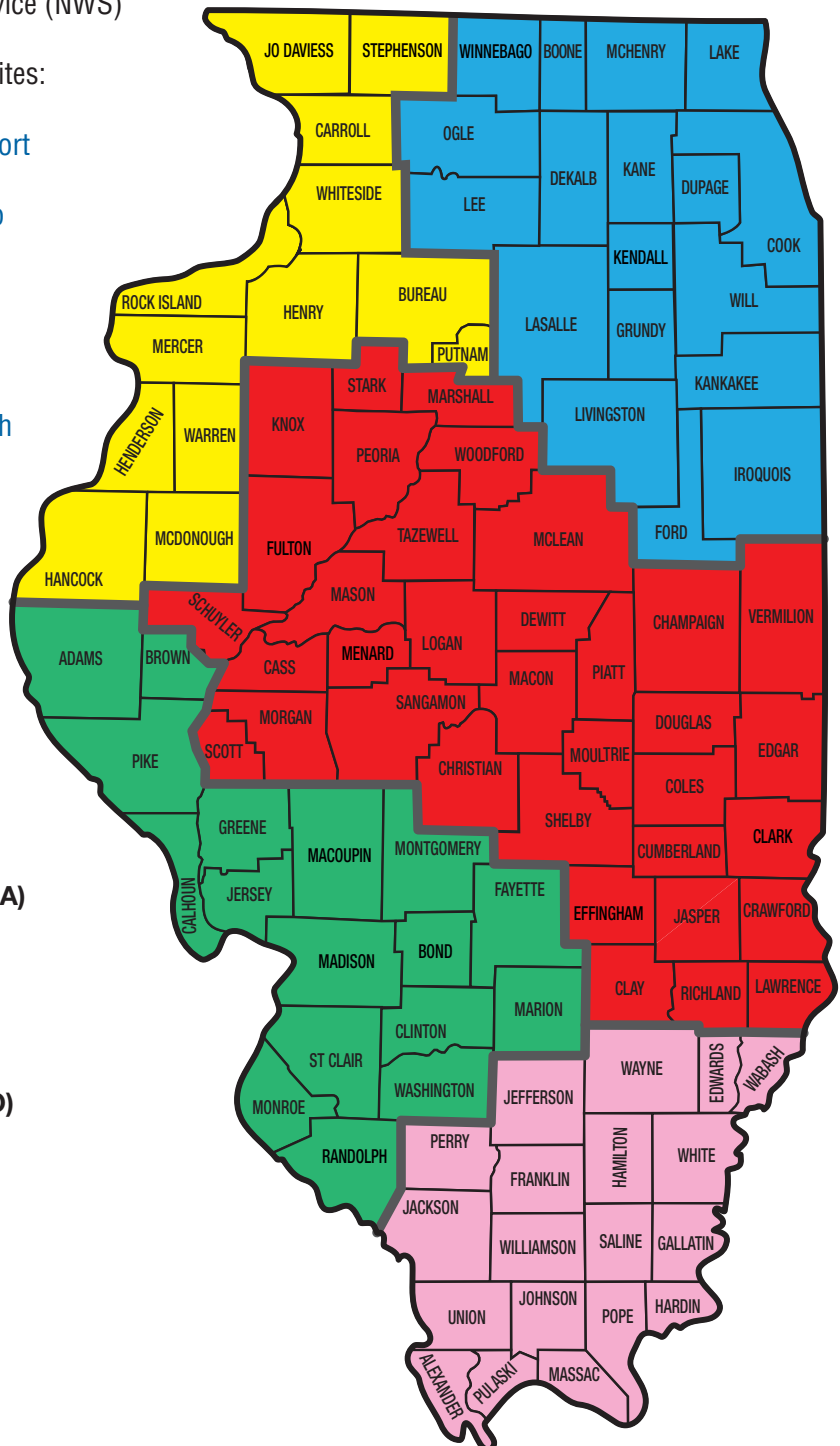 vice (NWS)
ites:
ort
o
h
A)
O)
JO DAVIESS
STEPHENSON
WINNEBAGO
BOONE
MCHENRY
LAKE
CARROLL
OGLE
WHITESIDE
LEE
DEKALB
KANE
DUPAGE
COOK
KENDALL
ROCK ISLAND
HENRY
BUREAU
LASALLE
GRUNDY
WILL
MERCER
PUTNAM
KANKAKEE
HENDERSON
WARREN
KNOX
STARK
MARSHALL
LIVINGSTON
PEORIA
WOODFORD
IROQUOIS
FORD
HANCOCK
MCDONOUGH
FULTON
TAZEWELL
MCLEAN
SCHUYLER
MASON
ADAMS
BROWN
CASS
MENARD
LOGAN
DEWITT
PIATT
CHAMPAIGN
VERMILION
MACON
PIKE
SCOTT
MORGAN
SANGAMON
CHRISTIAN
MOULTRIE
DOUGLAS
EDGAR
COLES
SHELBY
GREENE
MACOUPIN
MONTGOMERY
CUMBERLAND
CLARK
CALHOUN
JERSEY
FAYETTE
EFFINGHAM
JASPER
CRAWFORD
MADISON
BOND
CLAY
RICHLAND
LAWRENCE
MARION
CLINTON
ST CLAIR
WASHINGTON
MONROE
RANDOLPH
JEFFERSON
WAYNE
EDWARDS
WABASH
PERRY
FRANKLIN
HAMILTON
WHITE
JACKSON
WILLIAMSON
SALINE
GALLATIN
UNION
JOHNSON
POPE
HARDIN
ALEXANDER
PULASKI
MASSAC